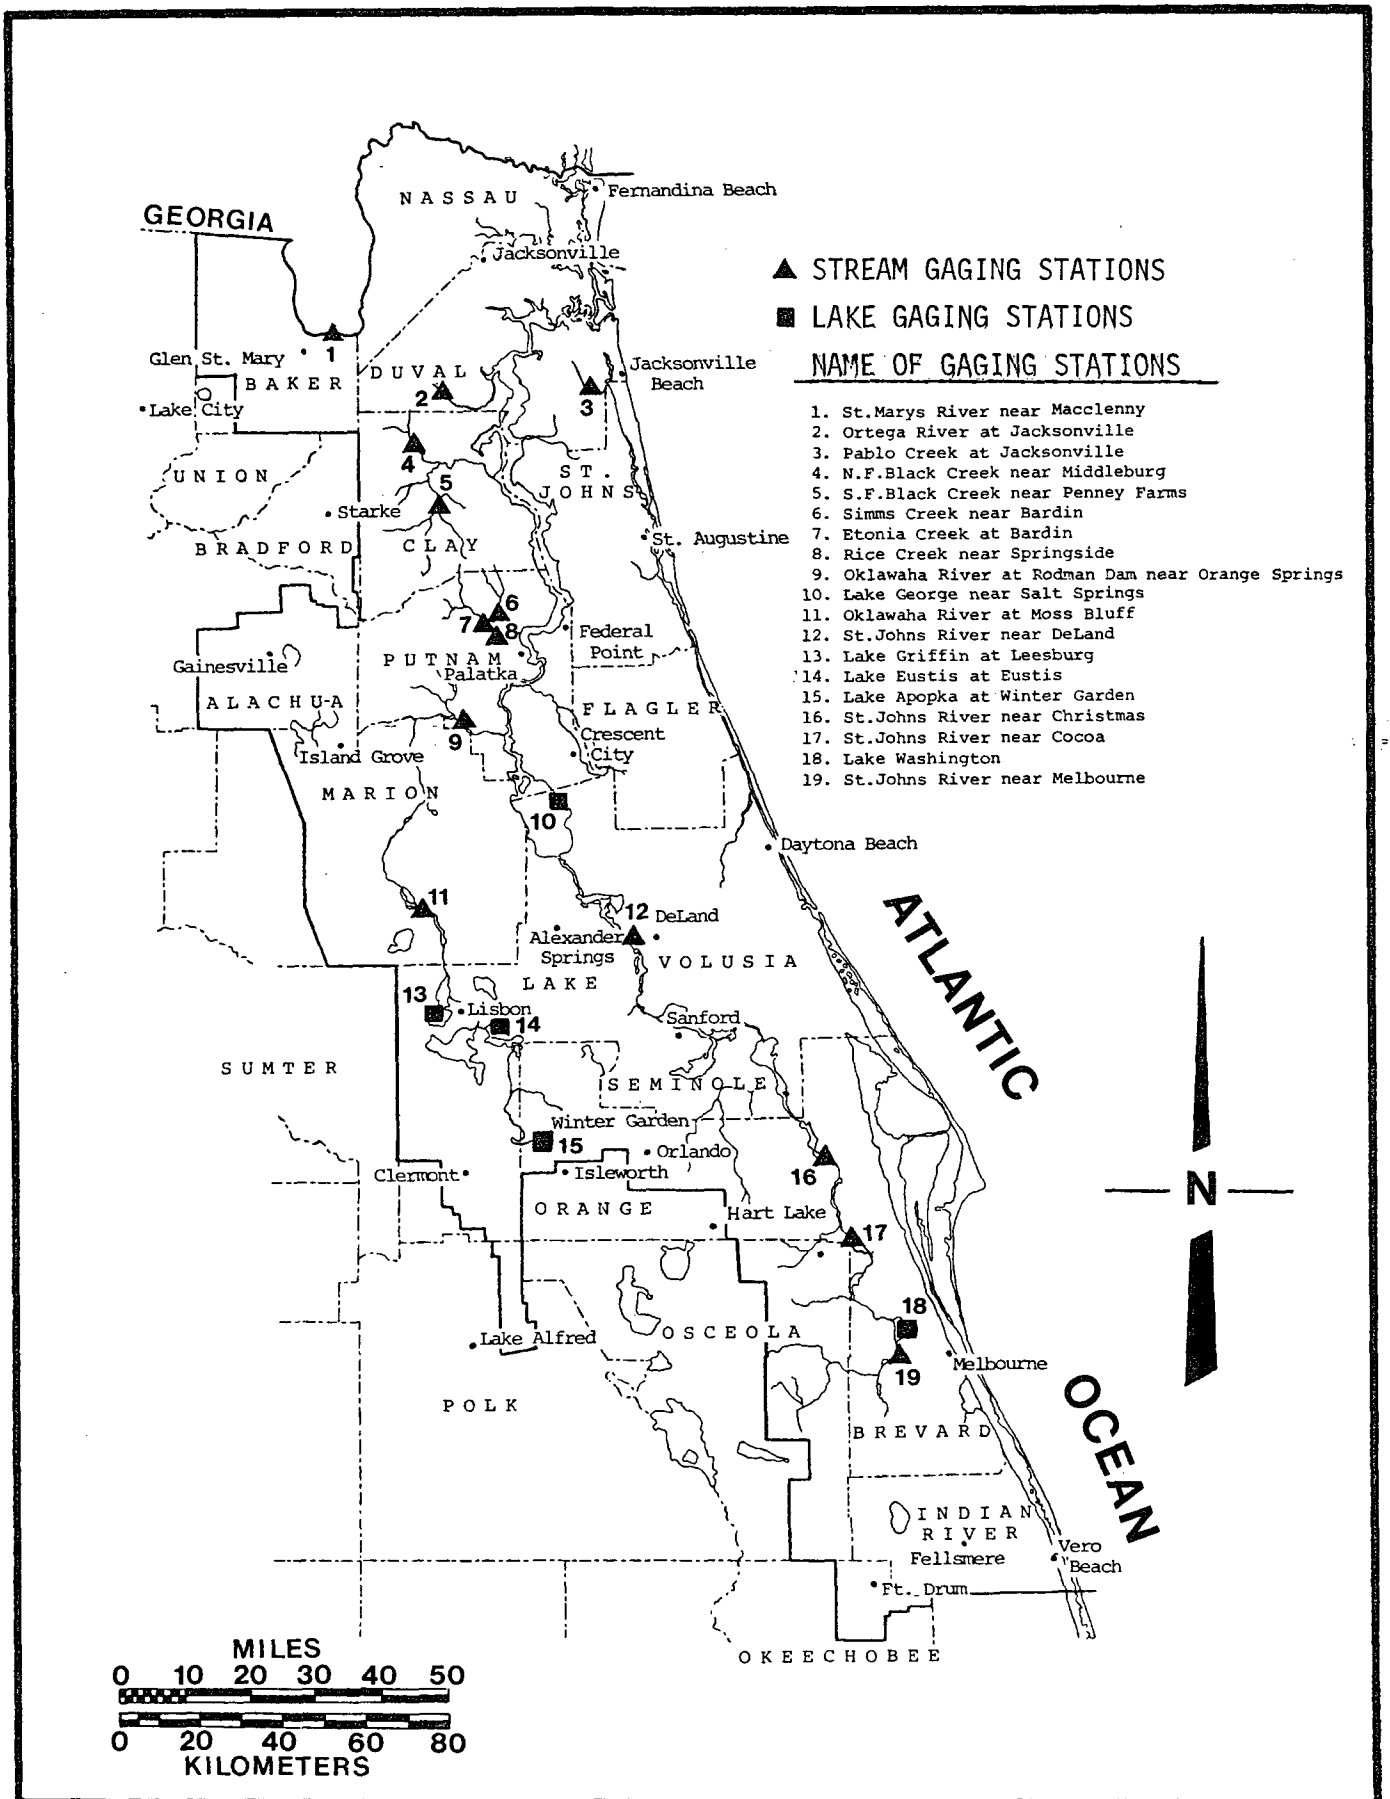 NASSAU
Fernandina Beach
GEORGIA
Jacksonville
▲ STREAM GAGING STATIONS
■ LAKE GAGING STATIONS
NAME OF GAGING STATIONS
1. St.Marys River near Macclenny
2. Ortega River at Jacksonville
3. Pablo Creek at Jacksonville
4. N.F.Black Creek near Middleburg
5. S.F.Black Creek near Penney Farms
6. Simms Creek near Bardin
7. Etonia Creek at Bardin
8. Rice Creek near Springside
9. Oklawaha River at Rodman Dam near Orange Springs
10. Lake George near Salt Springs
11. Oklawaha River at Moss Bluff
12. St.Johns River near DeLand
13. Lake Griffin at Leesburg
14. Lake Eustis at Eustis
15. Lake Apopka at Winter Garden
16. St.Johns River near Christmas
17. St.Johns River near Cocoa
18. Lake Washington
19. St.Johns River near Melbourne
1
Glen St. Mary
BAKER
DUVAL
Jacksonville
Beach
2
3
Lake City
4
UNION
5
ST.
JOHNS
Starke
St. Augustine
BRADFORD
CLAY
6
7
8
Federal
Point
Gainesville
PUTNAM
Palatka
ALACHUA
FLAGLER
9
Crescent
City
Island Grove
MARION
10
Daytona Beach
11
12
DeLand
Alexander
Springs
VOLUSIA
LAKE
ATLANTIC
13
Lisbon
14
Sanford
SUMTER
SEMINOLE
Winter Garden
15
Orlando
16
Clermont
Isleworth
ORANGE
Hart Lake
17
N
18
OSCEOLA
Lake Alfred
19
Melbourne
POLK
BREVARD
OCEAN
INDIAN
RIVER
Fellsmere
Vero
Beach
Ft. Drum
OKEECHOBEE
MILES
0 10 20 30 40 50
0 20 40 60 80
KILOMETERS